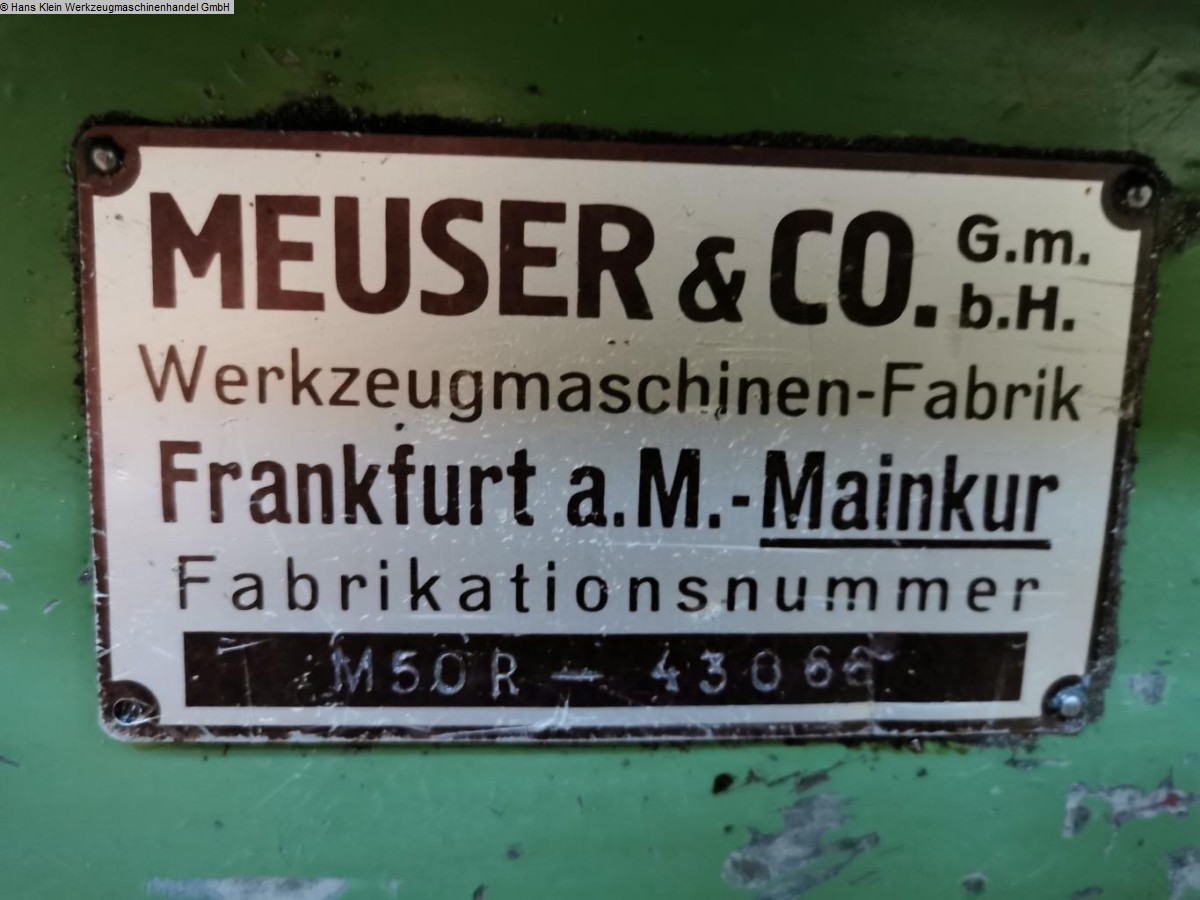 © Hans Klein Werkzeugmaschinenhandel GmbH
MEUSER & CO. G.m.
b.H.
Werkzeugmaschinen-Fabrik
Frankfurt a.M.-Mainkur
Fabrikationsnummer
M50R — 43066